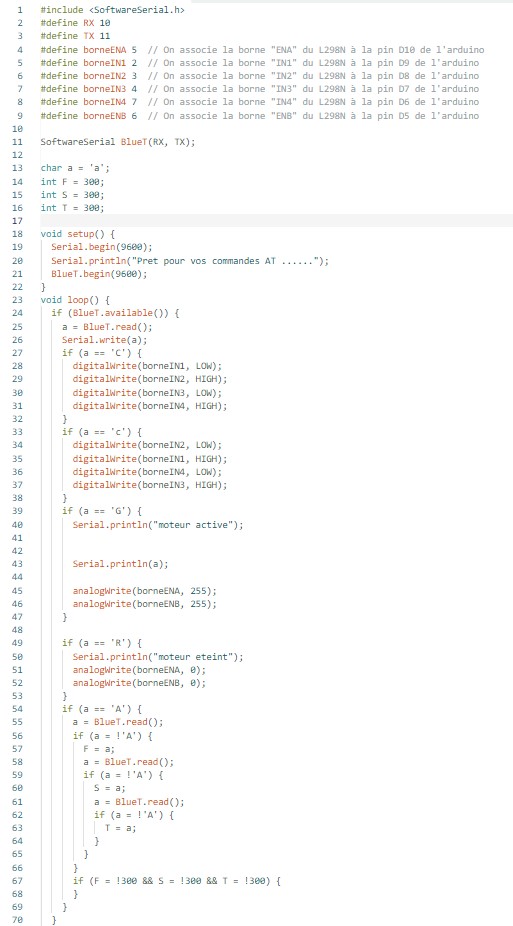 1 #include <SoftwareSerial.h>
2 #define RX 10
3 #define TX 11
4 #define borneENA 5  // On associe la borne "ENA" du L298N à la pin D10 de l'arduino
5 #define borneIN1 2  // On associe la borne "IN1" du L298N à la pin D9 de l'arduino
6 #define borneIN2 3  // On associe la borne "IN2" du L298N à la pin D8 de l'arduino
7 #define borneIN3 4  // On associe la borne "IN3" du L298N à la pin D7 de l'arduino
8 #define borneIN4 7  // On associe la borne "IN4" du L298N à la pin D6 de l'arduino
9 #define borneENB 6  // On associe la borne "ENB" du L298N à la pin D5 de l'arduino
10
11 SoftwareSerial BlueT(RX, TX);
12
13 char a = 'a';
14 int F = 300;
15 int S = 300;
16 int T = 300;
17
18 void setup() {
19   Serial.begin(9600);
20   Serial.println("Pret pour vos commandes AT ......");
21   BlueT.begin(9600);
22 }
23 void loop() {
24   if (BlueT.available()) {
25     a = BlueT.read();
26     Serial.write(a);
27     if (a == 'C') {
28       digitalWrite(borneIN1, LOW);
29       digitalWrite(borneIN2, HIGH);
30       digitalWrite(borneIN3, LOW);
31       digitalWrite(borneIN4, HIGH);
32     }
33     if (a == 'c') {
34       digitalWrite(borneIN2, LOW);
35       digitalWrite(borneIN1, HIGH);
36       digitalWrite(borneIN4, LOW);
37       digitalWrite(borneIN3, HIGH);
38     }
39     if (a == 'G') {
40       Serial.println("moteur active");
41
42
43       Serial.println(a);
44
45       analogWrite(borneENA, 255);
46       analogWrite(borneENB, 255);
47     }
48
49     if (a == 'R') {
50       Serial.println("moteur eteint");
51       analogWrite(borneENA, 0);
52       analogWrite(borneENB, 0);
53     }
54     if (a == 'A') {
55       a = BlueT.read();
56       if (a = !'A') {
57         F = a;
58         a = BlueT.read();
59         if (a = !'A') {
60           S = a;
61           a = BlueT.read();
62           if (a = !'A') {
63             T = a;
64           }
65         }
66       }
67       if (F = !300 && S = !300 && T = !300) {
68       }
69     }
70   }